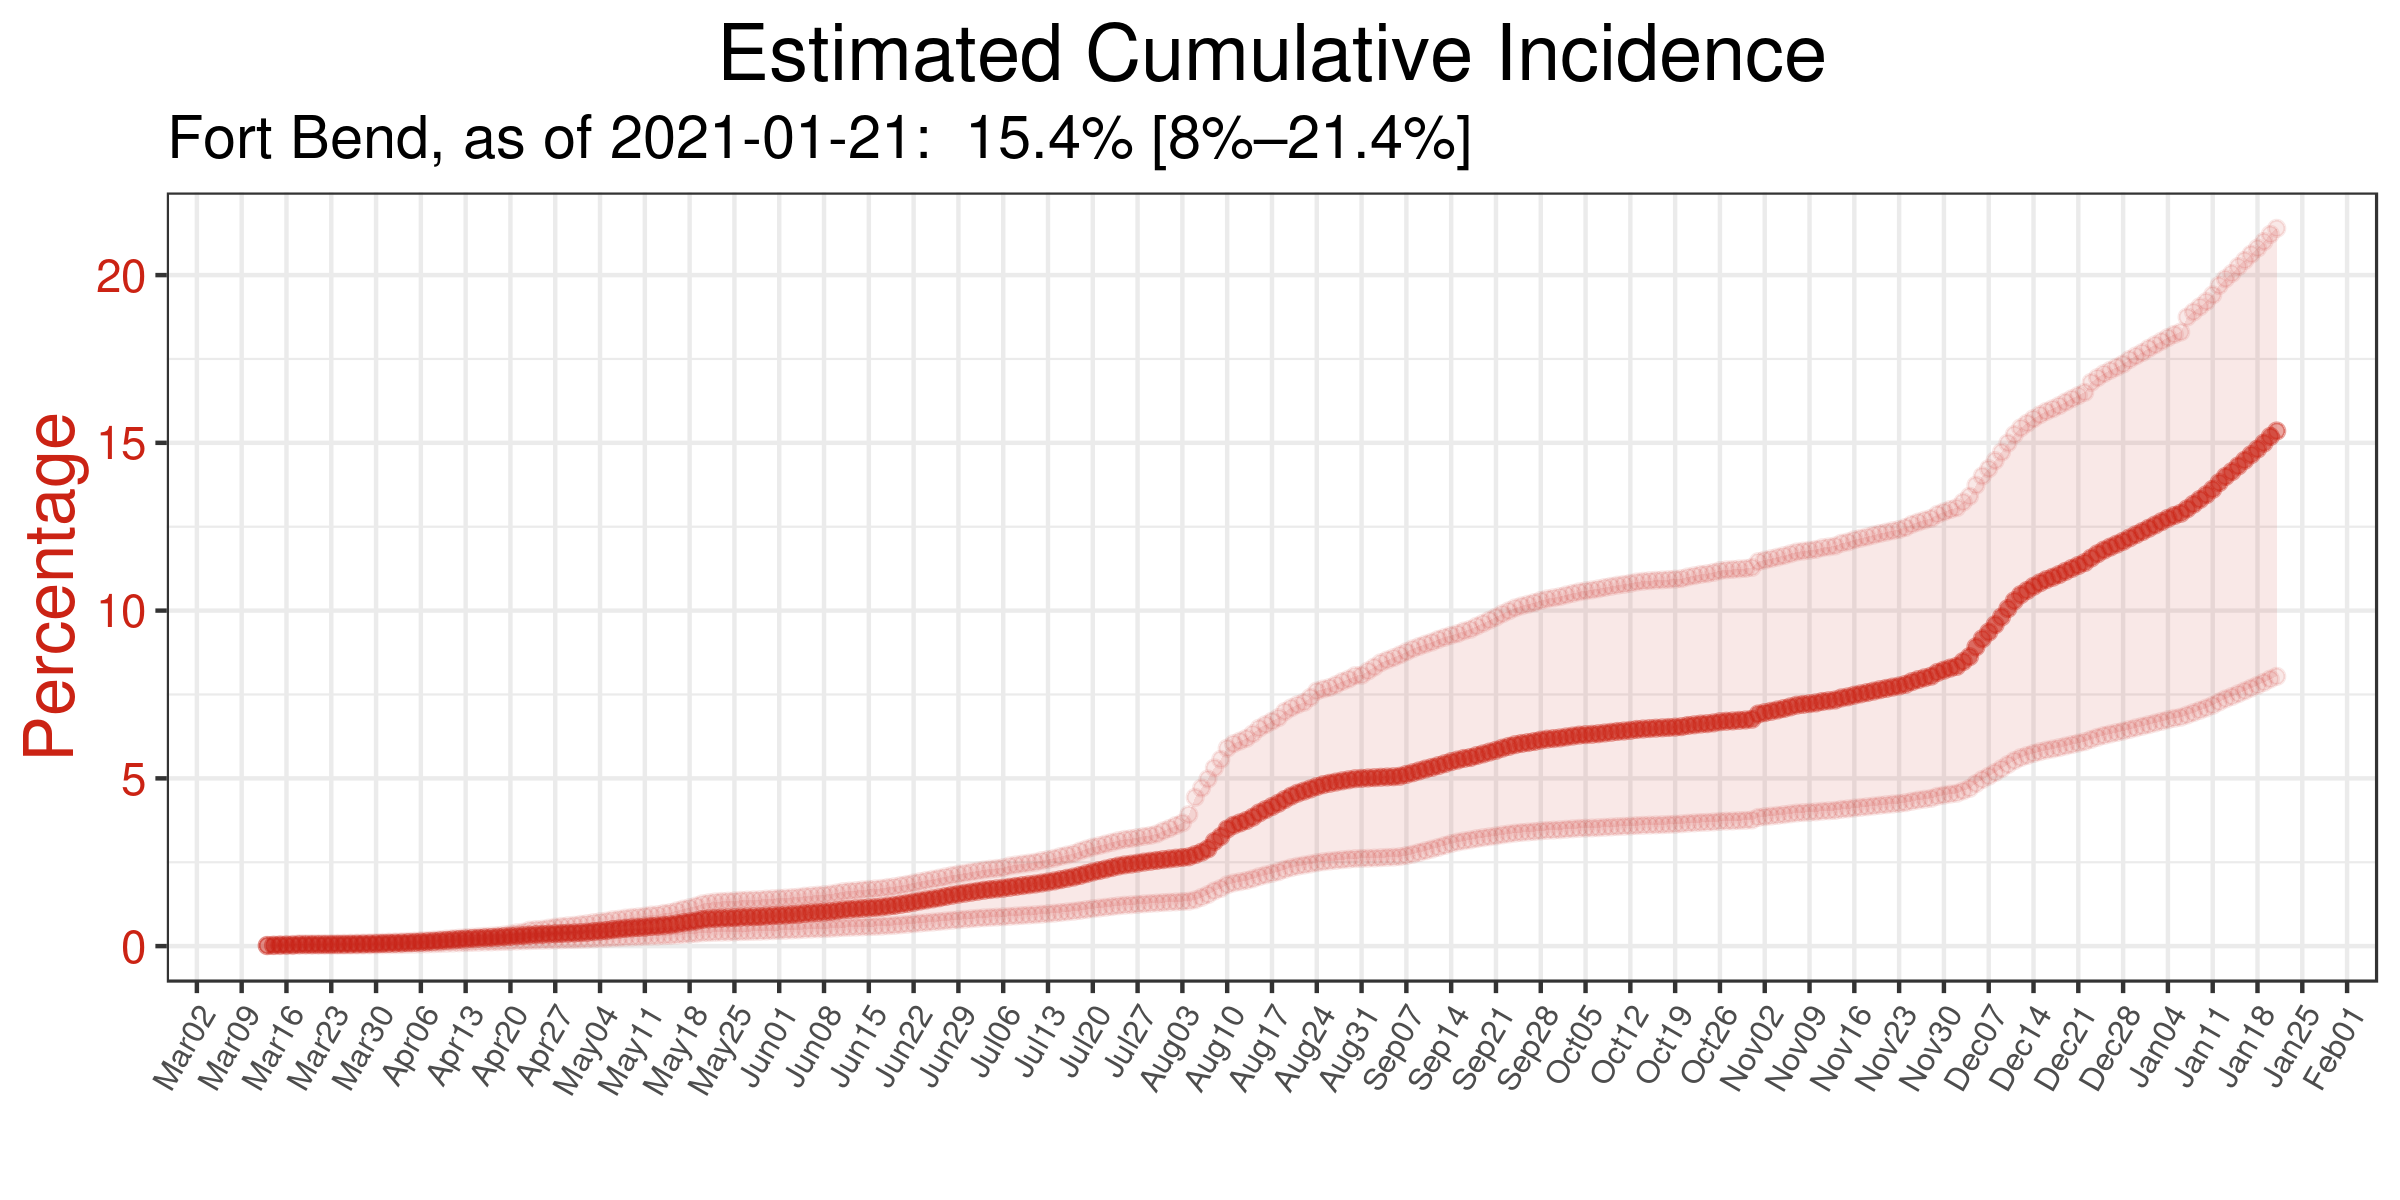 Estimated Cumulative Incidence
Fort Bend, as of 2021-01-21:  15.4% [8%–21.4%]
Percentage
20
15
10
5
0
Mar02
Mar09
Mar16
Mar23
Mar30
Apr06
Apr13
Apr20
Apr27
May04
May11
May18
May25
Jun01
Jun08
Jun15
Jun22
Jun29
Jul06
Jul13
Jul20
Jul27
Aug03
Aug10
Aug17
Aug24
Aug31
Sep07
Sep14
Sep21
Sep28
Oct05
Oct12
Oct19
Oct26
Nov02
Nov09
Nov16
Nov23
Nov30
Dec07
Dec14
Dec21
Dec28
Jan04
Jan11
Jan18
Jan25
Feb01